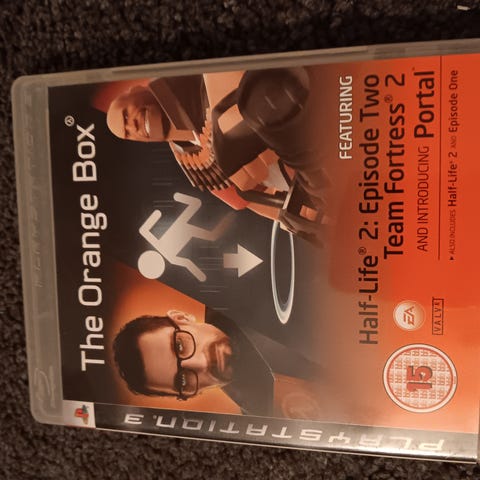 PLAYSTATION 3
The Orange Box®
FEATURING
Half-Life® 2: Episode Two
Team Fortress® 2
AND INTRODUCING Portal™
▸ ALSO INCLUDES Half-Life® 2 AND Episode One
EA
VALVE
15